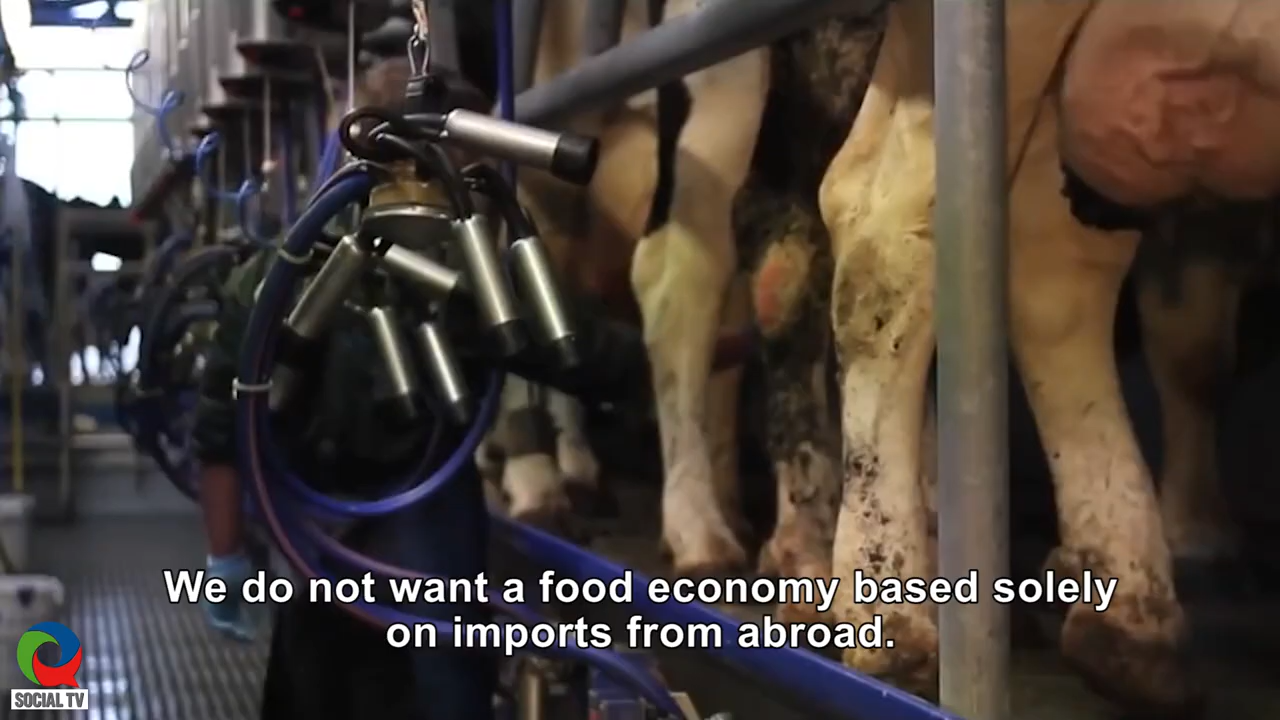 We do not want a food economy based solely
on imports from abroad.
SOCIAL TV